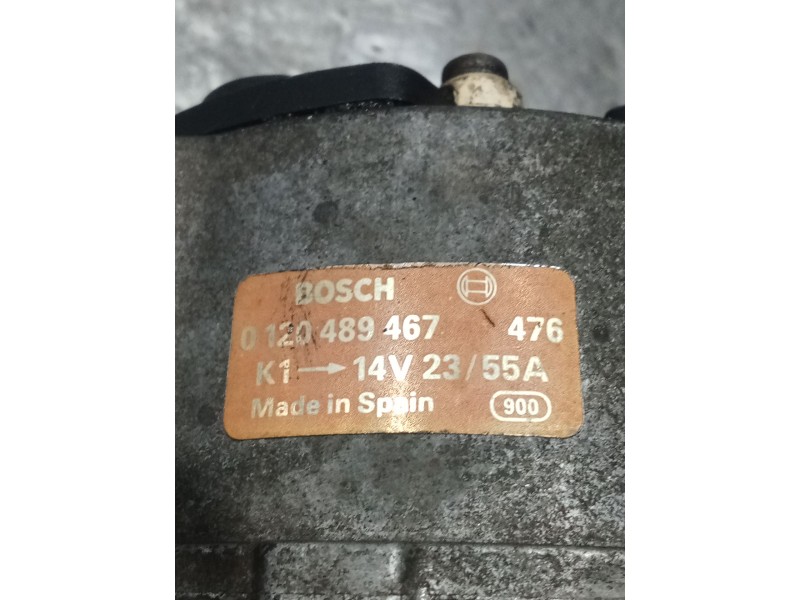 BOSCH
0 120 489 467 476
K1→14V 23/55A
Made in Spain 900